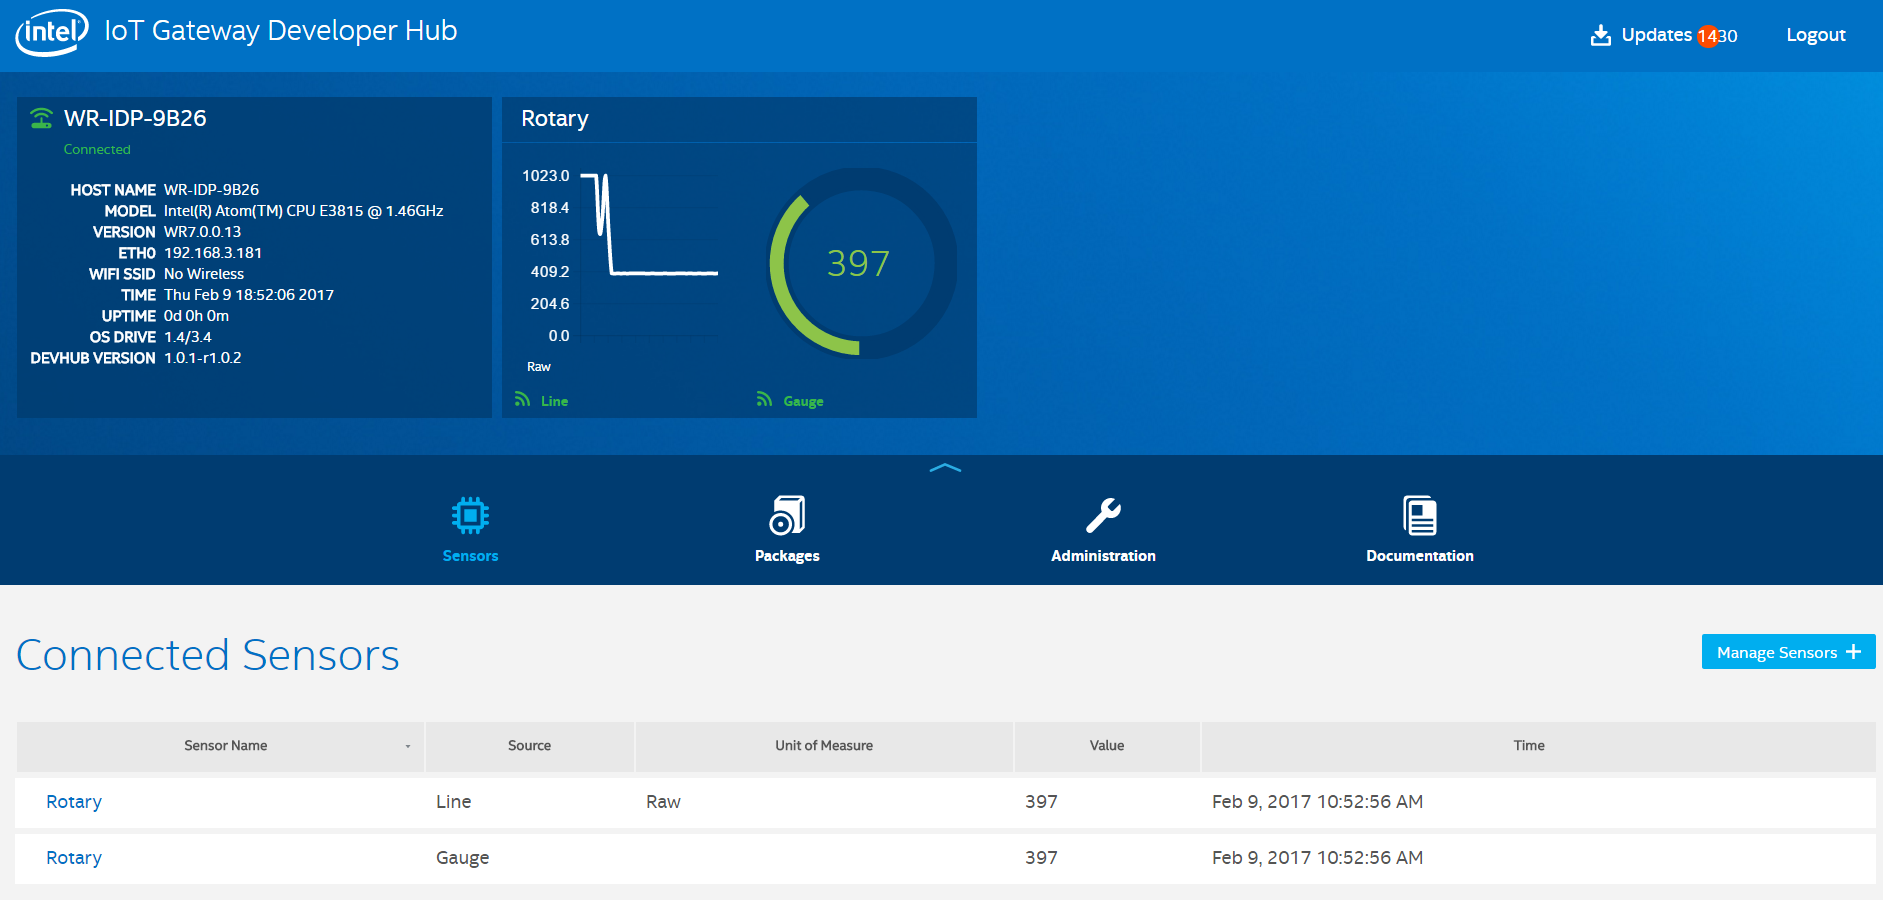 intel IoT Gateway Developer Hub
Updates 1430
Logout
WR-IDP-9B26
Connected
HOST NAME WR-IDP-9B26
MODEL Intel(R) Atom(TM) CPU E3815 @ 1.46GHz
VERSION WR7.0.0.13
ETH0 192.168.3.181
WIFI SSID No Wireless
TIME Thu Feb 9 18:52:06 2017
UPTIME 0d 0h 0m
OS DRIVE 1.4/3.4
DEVHUB VERSION 1.0.1-r1.0.2
Rotary
1023.0
818.4
613.8
409.2
204.6
0.0
Raw
Line
397
Gauge
Sensors
Packages
Administration
Documentation
Connected Sensors
Manage Sensors +
Sensor Name Source Unit of Measure Value Time
Rotary Line Raw 397 Feb 9, 2017 10:52:56 AM
Rotary Gauge 397 Feb 9, 2017 10:52:56 AM